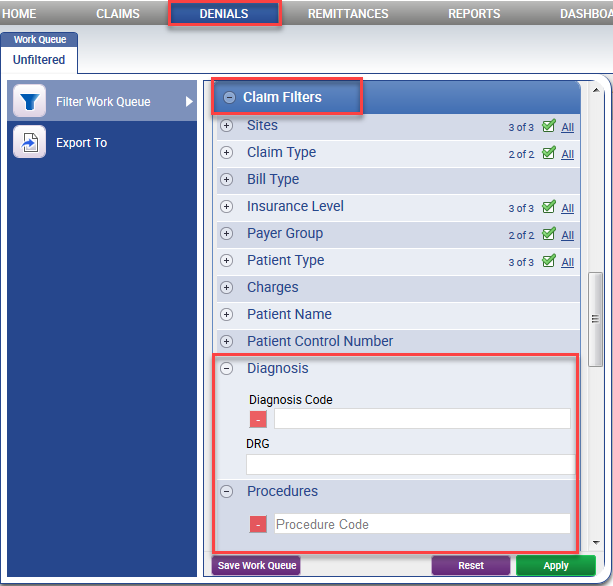 HOME CLAIMS DENIALS REMITTANCES REPORTS DASHBOA
Work Queue
Unfiltered
Filter Work Queue
Export To
Claim Filters
Sites 3 of 3 All
Claim Type 2 of 2 All
Bill Type
Insurance Level 3 of 3 All
Payer Group 2 of 2 All
Patient Type 3 of 3 All
Charges
Patient Name
Patient Control Number
Diagnosis
Diagnosis Code
-
DRG
Procedures
- Procedure Code
Save Work Queue Reset Apply